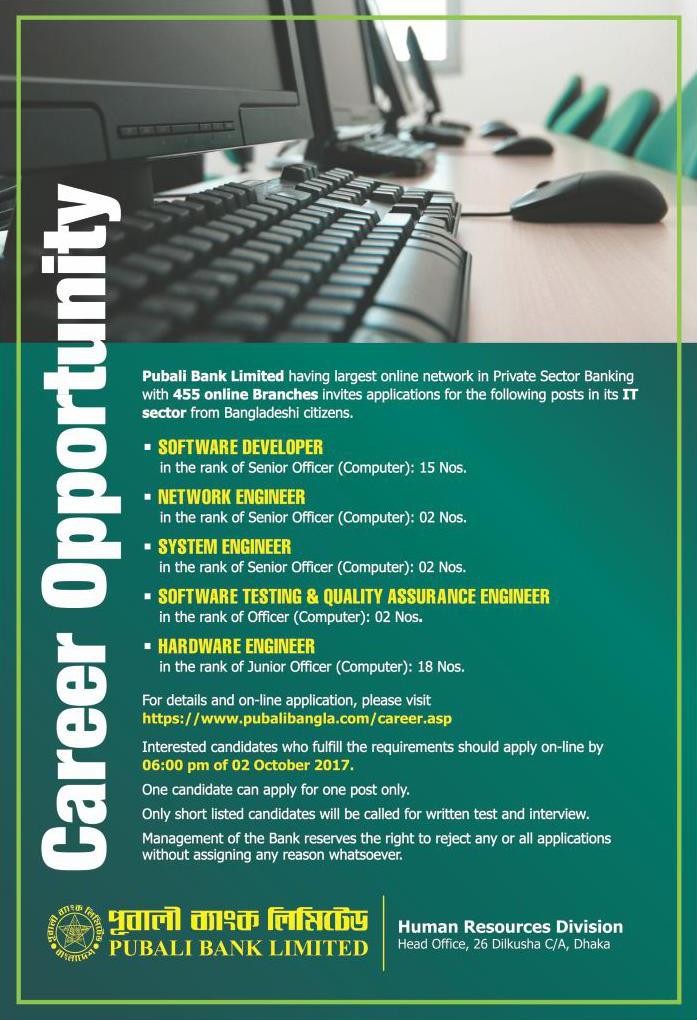 Career Opportunity
Pubali Bank Limited having largest online network in Private Sector Banking
with 455 online Branches invites applications for the following posts in its IT
sector from Bangladeshi citizens.
▪ SOFTWARE DEVELOPER
in the rank of Senior Officer (Computer): 15 Nos.
▪ NETWORK ENGINEER
in the rank of Senior Officer (Computer): 02 Nos.
▪ SYSTEM ENGINEER
in the rank of Senior Officer (Computer): 02 Nos.
▪ SOFTWARE TESTING & QUALITY ASSURANCE ENGINEER
in the rank of Officer (Computer): 02 Nos.
▪ HARDWARE ENGINEER
in the rank of Junior Officer (Computer): 18 Nos.
For details and on-line application, please visit
https://www.pubalibangla.com/career.asp
Interested candidates who fulfill the requirements should apply on-line by
06:00 pm of 02 October 2017.
One candidate can apply for one post only.
Only short listed candidates will be called for written test and interview.
Management of the Bank reserves the right to reject any or all applications
without assigning any reason whatsoever.
পূবালী ব্যাংক লিমিটেড
বাংলাদেশ
পূবালী ব্যাংক লিমিটেড
PUBALI BANK LIMITED
Human Resources Division
Head Office, 26 Dilkusha C/A, Dhaka